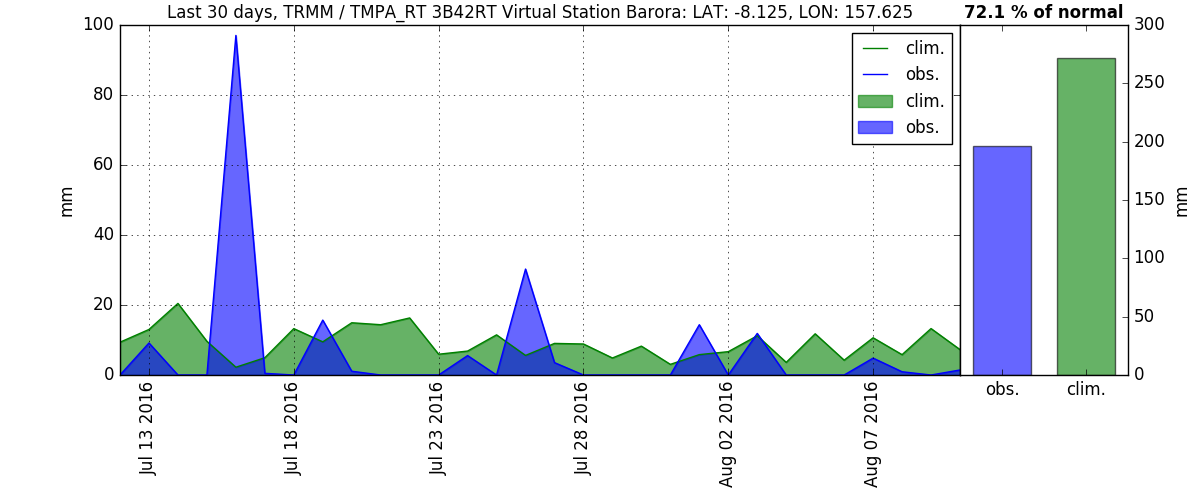 Last 30 days, TRMM / TMPA_RT 3B42RT Virtual Station Barora: LAT: -8.125, LON: 157.625
72.1 % of normal
100
80
60
40
20
0
mm
clim.
obs.
clim.
obs.
Jul 13 2016
Jul 18 2016
Jul 23 2016
Jul 28 2016
Aug 02 2016
Aug 07 2016
300
250
200
150
100
50
0
mm
obs.
clim.